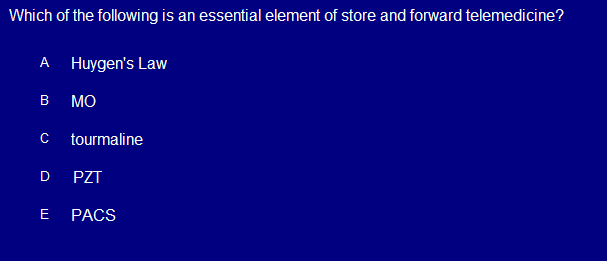 Which of the following is an essential element of store and forward telemedicine?
A Huygen's Law
B MO
C tourmaline
D PZT
E PACS